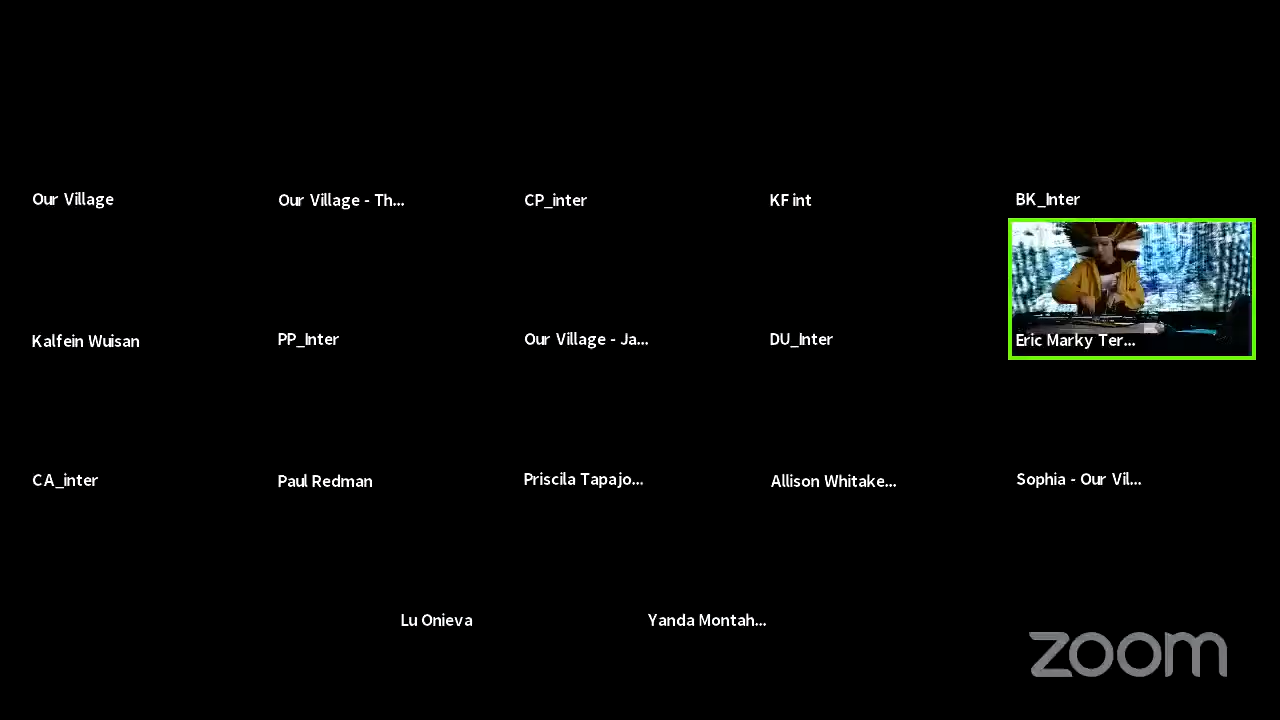 Our Village
Our Village - Th...
CP_inter
KF int
BK_Inter
Kalfein Wuisan
PP_Inter
Our Village - Ja...
DU_Inter
Eric Marky Ter...
CA_inter
Paul Redman
Priscila Tapajo...
Allison Whitake...
Sophia - Our Vil...
Lu Onieva
Yanda Montah...
zoom